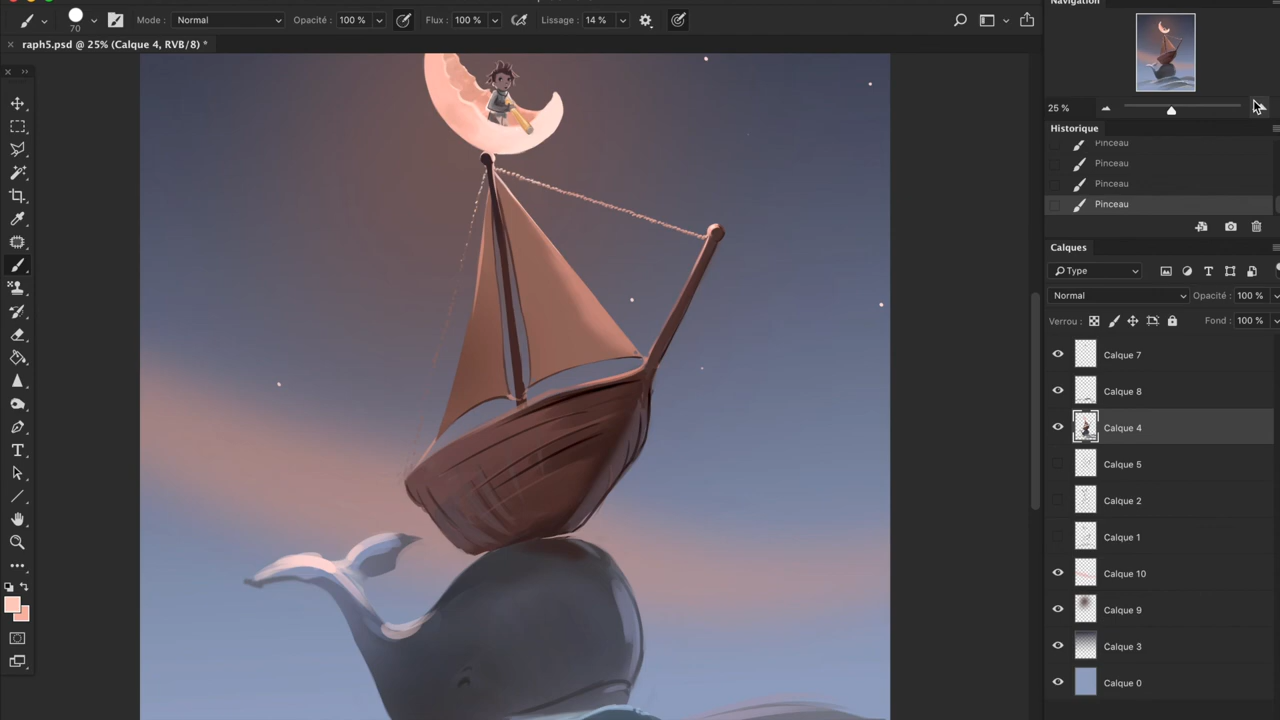 Navigation
70
Mode :
Normal
Opacité :
100 %
Flux :
100 %
Lissage :
14 %
× raph5.psd @ 25% (Calque 4, RVB/8) *
25 %
Historique
Pinceau
Pinceau
Pinceau
Pinceau
Calques
Type
Normal
Opacité :
100 %
Verrou :
Fond :
100 %
Calque 7
Calque 8
Calque 4
Calque 5
Calque 2
Calque 1
Calque 10
Calque 9
Calque 3
Calque 0